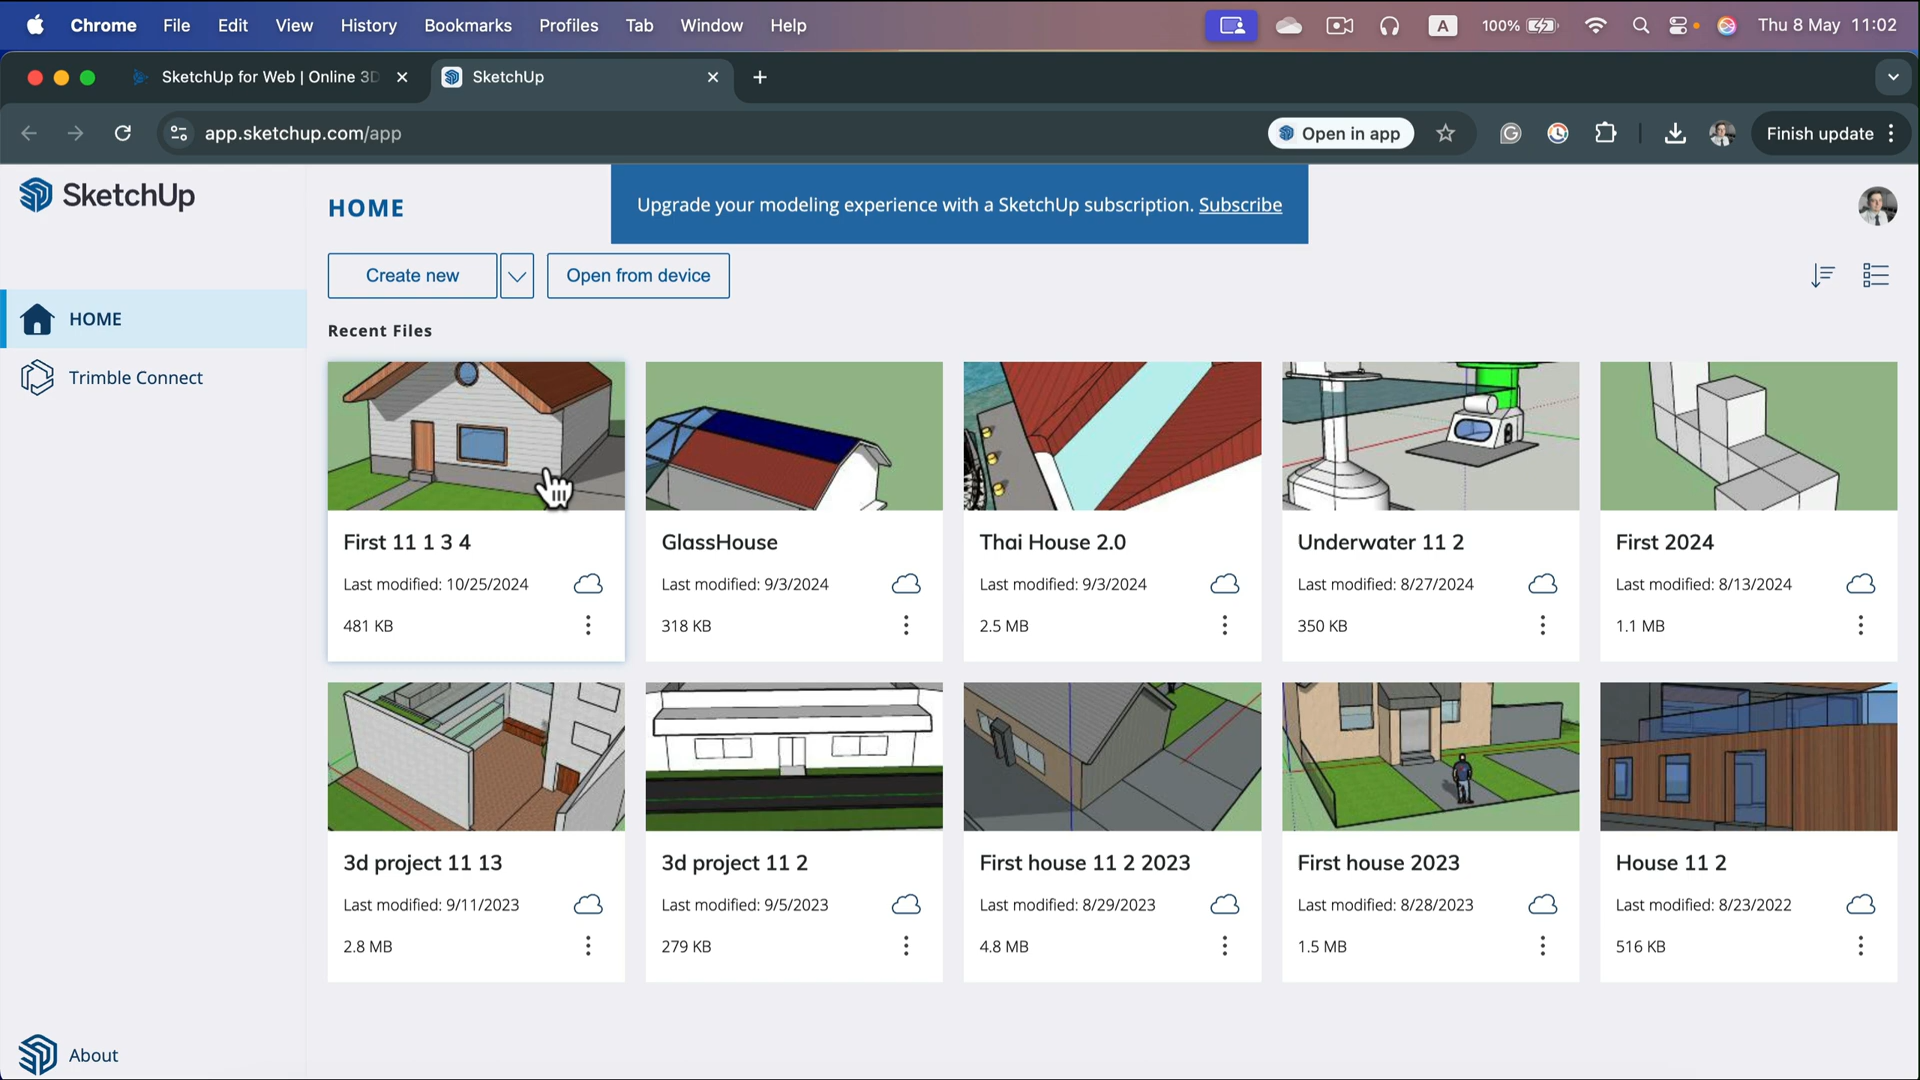 Chrome File Edit View History Bookmarks Profiles Tab Window Help A 100% Thu 8 May 11:02
SketchUp for Web | Online 3D
SketchUp
app.sketchup.com/app
Open in app
Finish update
SketchUp
HOME
Upgrade your modeling experience with a SketchUp subscription. Subscribe
Create new
Open from device
HOME
Trimble Connect
Recent Files
First 11 1 3 4
Last modified: 10/25/2024
481 KB
GlassHouse
Last modified: 9/3/2024
318 KB
Thai House 2.0
Last modified: 9/3/2024
2.5 MB
Underwater 11 2
Last modified: 8/27/2024
350 KB
First 2024
Last modified: 8/13/2024
1.1 MB
3d project 11 13
Last modified: 9/11/2023
2.8 MB
3d project 11 2
Last modified: 9/5/2023
279 KB
First house 11 2 2023
Last modified: 8/29/2023
4.8 MB
First house 2023
Last modified: 8/28/2023
1.5 MB
House 11 2
Last modified: 8/23/2022
516 KB
About